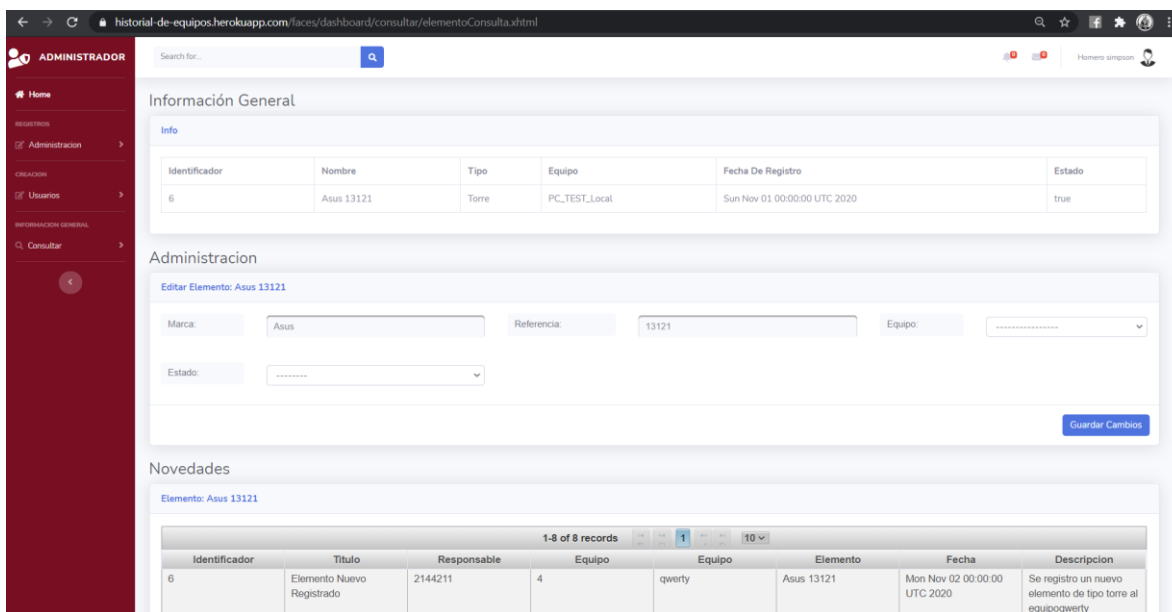 historial-de-equipos.herokuapp.com/faces/dashboard/consultar/elementoConsulta.xhtml
ADMINISTRADOR
Search for...
0
0
Homero simpson
Home
REGISTROS
Administracion
CREACION
Usuarios
INFORMACION GENERAL
Consultar
Información General
Info
Identificador Nombre Tipo Equipo Fecha De Registro Estado
6 Asus 13121 Torre PC_TEST_Local Sun Nov 01 00:00:00 UTC 2020 true
Administracion
Editar Elemento: Asus 13121
Marca: Asus Referencia: 13121 Equipo: ----------------
Estado: --------
Guardar Cambios
Novedades
Elemento: Asus 13121
1-8 of 8 records 1 10
Identificador Titulo Responsable Equipo Equipo Elemento Fecha Descripcion
6 Elemento Nuevo 2144211 4 qwerty Asus 13121 Mon Nov 02 00:00:00 Se registro un nuevo
Registrado UTC 2020 elemento de tipo torre al
equipoqwerty